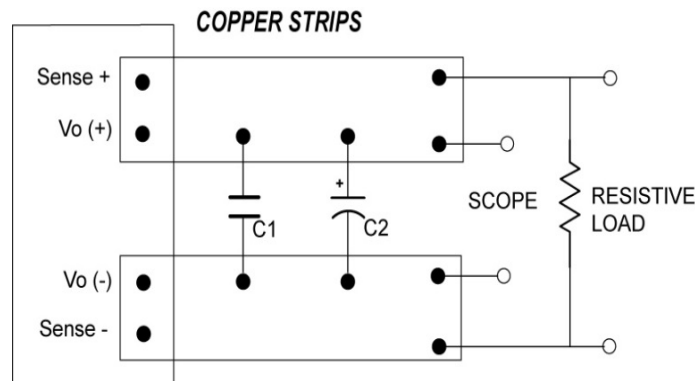 COPPER STRIPS
Sense +
Vo (+)
+
C1
C2
SCOPE
RESISTIVE
LOAD
Vo (-)
Sense -